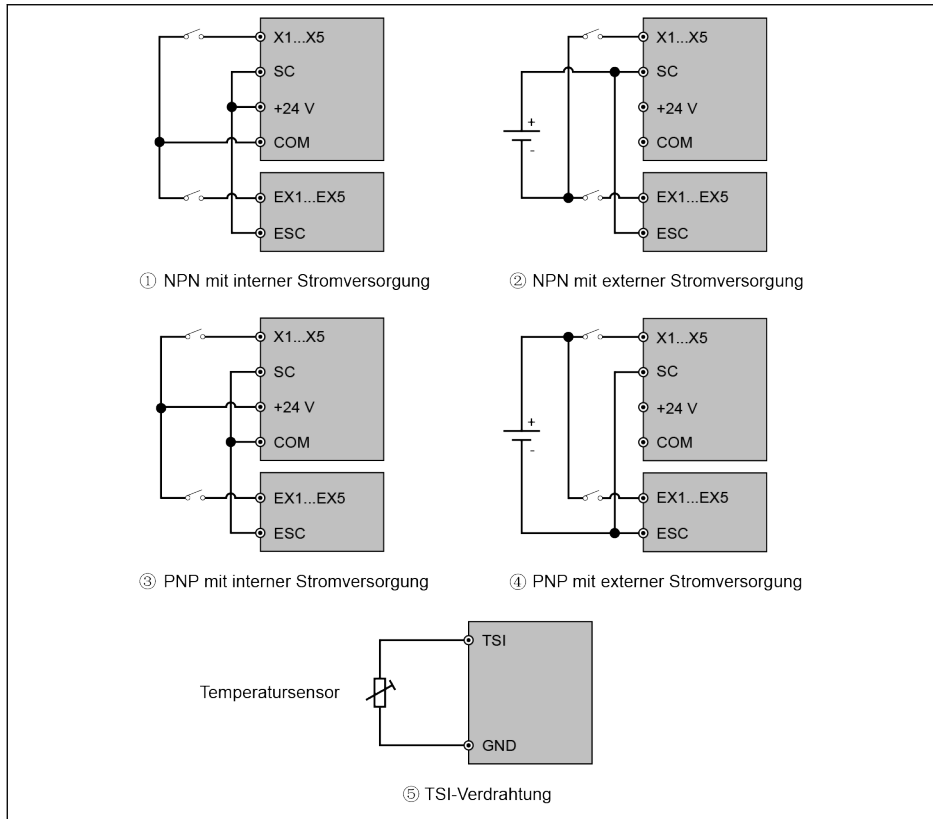 X1...X5
SC
+24 V
COM
EX1...EX5
ESC
① NPN mit interner Stromversorgung
X1...X5
SC
+24 V
COM
+
-
EX1...EX5
ESC
② NPN mit externer Stromversorgung
X1...X5
SC
+24 V
COM
EX1...EX5
ESC
③ PNP mit interner Stromversorgung
X1...X5
SC
+24 V
COM
+
-
EX1...EX5
ESC
④ PNP mit externer Stromversorgung
TSI
Temperatursensor
GND
⑤ TSI-Verdrahtung